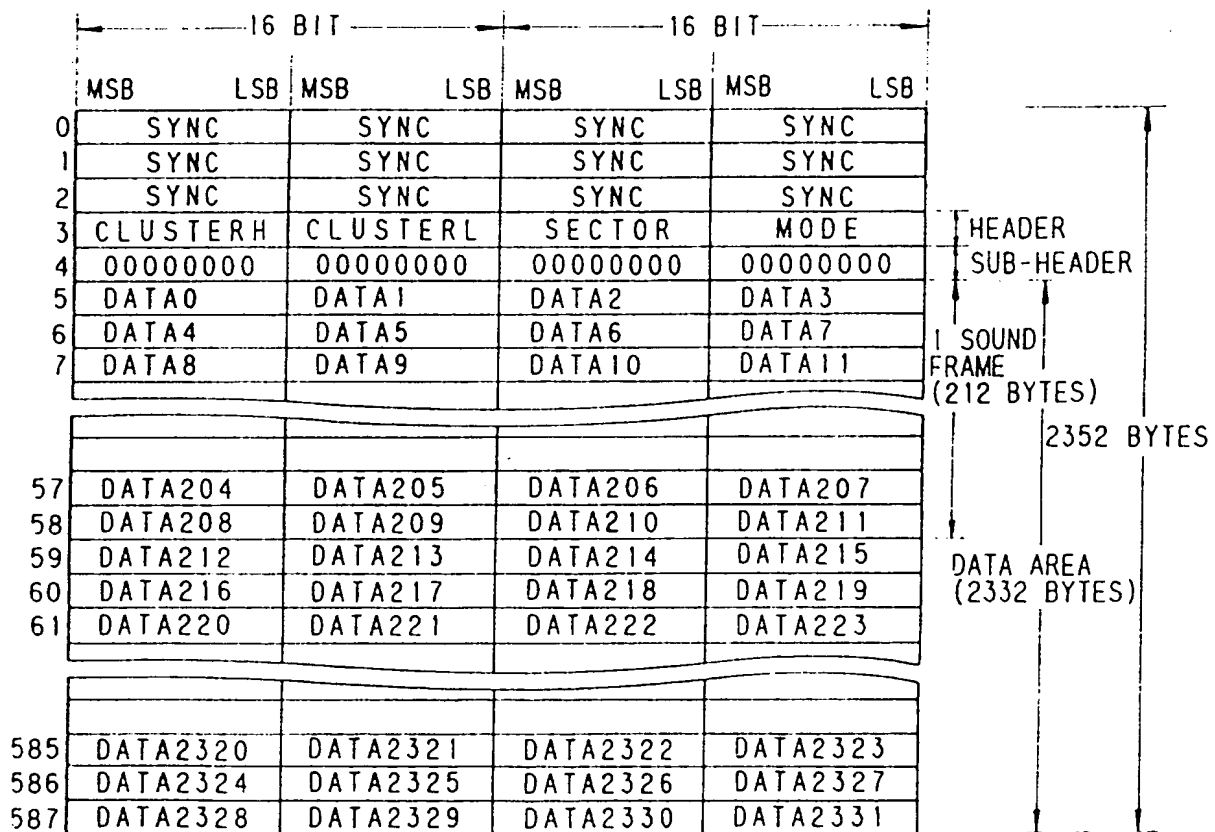 16 BIT 16 BIT
MSB LSB MSB LSB MSB LSB MSB LSB
0 SYNC SYNC SYNC SYNC
1 SYNC SYNC SYNC SYNC
2 SYNC SYNC SYNC SYNC
3 CLUSTERH CLUSTERL SECTOR MODE HEADER
4 00000000 00000000 00000000 00000000 SUB-HEADER
5 DATA0 DATA1 DATA2 DATA3
6 DATA4 DATA5 DATA6 DATA7
7 DATA8 DATA9 DATA10 DATA11
1 SOUND
FRAME
(212 BYTES)
2352 BYTES
57 DATA204 DATA205 DATA206 DATA207
58 DATA208 DATA209 DATA210 DATA211
59 DATA212 DATA213 DATA214 DATA215
60 DATA216 DATA217 DATA218 DATA219
61 DATA220 DATA221 DATA222 DATA223
DATA AREA
(2332 BYTES)
585 DATA2320 DATA2321 DATA2322 DATA2323
586 DATA2324 DATA2325 DATA2326 DATA2327
587 DATA2328 DATA2329 DATA2330 DATA2331